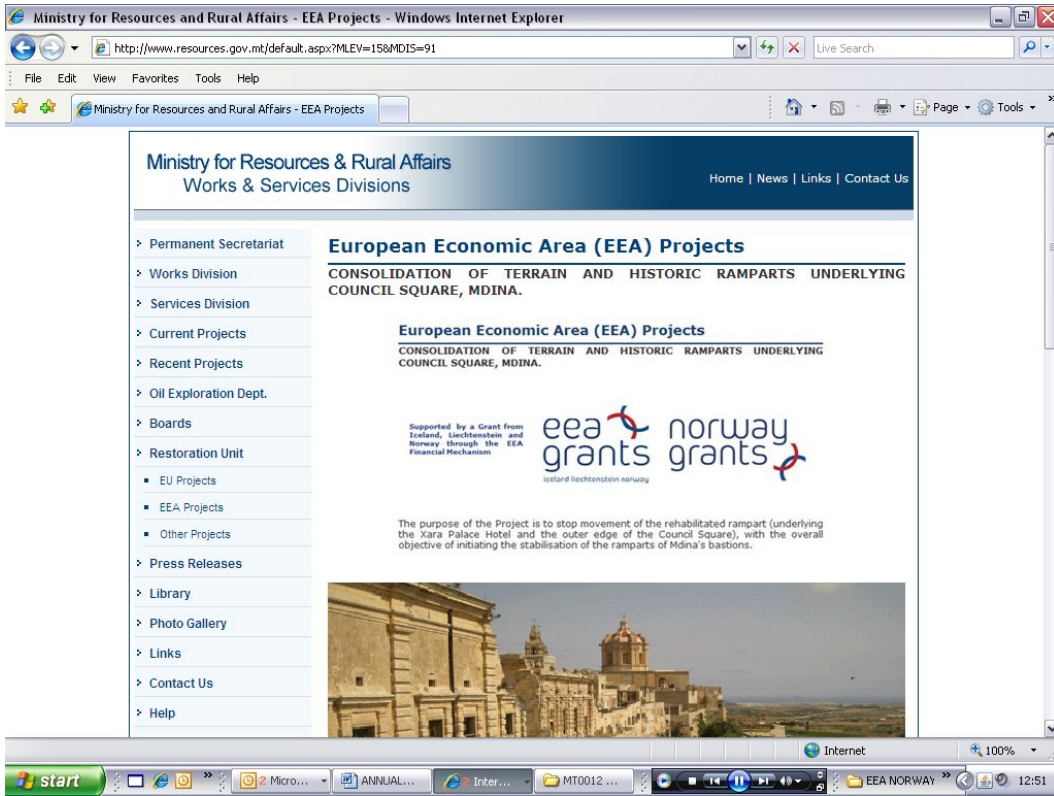 Ministry for Resources and Rural Affairs - EEA Projects - Windows Internet Explorer
http://www.resources.gov.mt/default.aspx?MLEV=15&MDIS=91
Live Search
File Edit View Favorites Tools Help
Ministry for Resources and Rural Affairs - EEA Projects
Page Tools
Ministry for Resources & Rural Affairs
Works & Services Divisions
Home | News | Links | Contact Us
Permanent Secretariat
Works Division
Services Division
Current Projects
Recent Projects
Oil Exploration Dept.
Boards
Restoration Unit
EU Projects
EEA Projects
Other Projects
Press Releases
Library
Photo Gallery
Links
Contact Us
Help
European Economic Area (EEA) Projects
CONSOLIDATION OF TERRAIN AND HISTORIC RAMPARTS UNDERLYING
COUNCIL SQUARE, MDINA.
European Economic Area (EEA) Projects
CONSOLIDATION OF TERRAIN AND HISTORIC RAMPARTS UNDERLYING
COUNCIL SQUARE, MDINA.
Supported by a Grant from
Iceland, Liechtenstein and
Norway through the EEA
Financial Mechanism
eea
grants
iceland liechtenstein norway
norway
grants
The purpose of the Project is to stop movement of the rehabilitated rampart (underlying
the Xara Palace Hotel and the outer edge of the Council Square), with the overall
objective of initiating the stabilisation of the ramparts of Mdina's bastions.
Internet
100%
start
2 Micro...
ANNUAL...
2 Inter...
MT0012 ...
EEA NORWAY
12:51